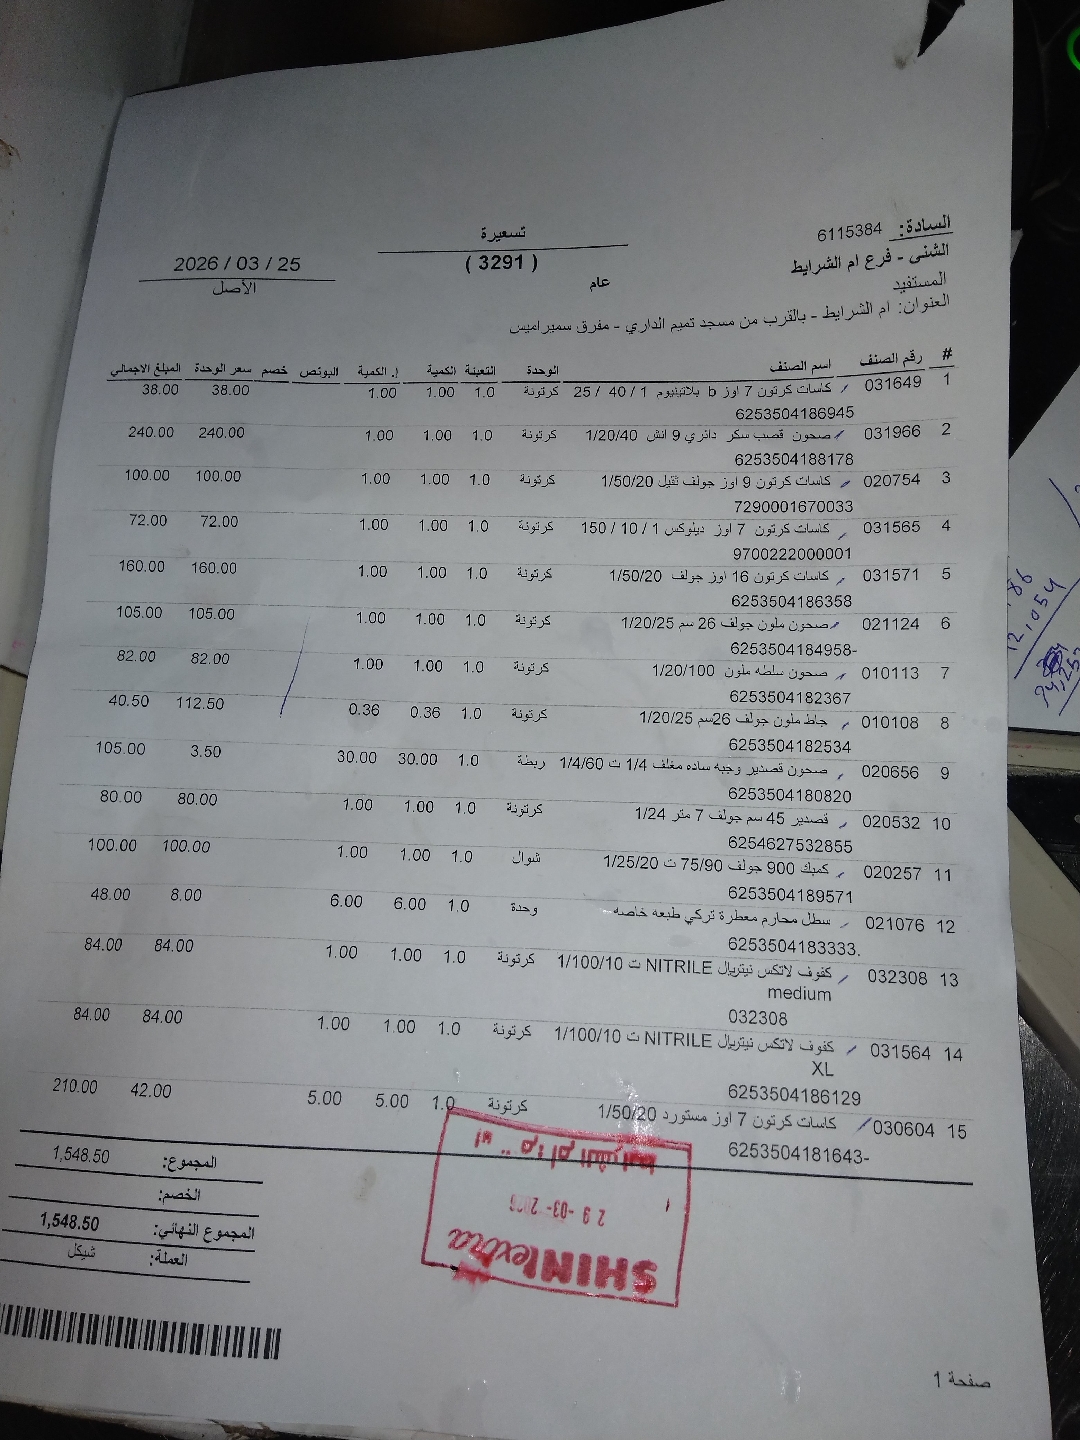 السادة: 6115384
تسعيرة
الشني - فرع ام الشرايط
( 3291 )
2026 / 03 / 25
المستفيد
عام
الأصل
العنوان: ام الشرايط - بالقرب من مسجد تميم الداري - مفرق سميراميس
# رقم الصنف اسم الصنف الوحدة التعبئة الكمية إ. الكمية البونص خصم سعر الوحدة المبلغ الاجمالي
1 031649 كاسات كرتون 7 اوز b بلاتينيوم 1 / 40 / 25 كرتونة 1.0 1.00 1.00 38.00 38.00
6253504186945
2 031966 صحون قصب سكر دائري 9 انش 1/20/40 كرتونة 1.0 1.00 1.00 240.00 240.00
6253504188178
3 020754 كاسات كرتون 9 اوز جولف ثقيل 1/50/20 كرتونة 1.0 1.00 1.00 100.00 100.00
7290001670033
4 031565 كاسات كرتون 7 اوز ديلوكس 1 / 10 / 150 كرتونة 1.0 1.00 1.00 72.00 72.00
9700222000001
5 031571 كاسات كرتون 16 اوز جولف 1/50/20 كرتونة 1.0 1.00 1.00 160.00 160.00
6253504186358
6 021124 صحون ملون جولف 26 سم 1/20/25 كرتونة 1.0 1.00 1.00 105.00 105.00
6253504184958-
7 010113 صحون سلطه ملون 1/20/100 كرتونة 1.0 1.00 1.00 82.00 82.00
6253504182367
8 010108 جاط ملون جولف 26سم 1/20/25 كرتونة 1.0 0.36 0.36 112.50 40.50
6253504182534
9 020656 صحون قصدير وجبه ساده مغلف 1/4 ت 1/4/60 ربطة 1.0 30.00 30.00 3.50 105.00
6253504180820
10 020532 قصدير 45 سم جولف 7 متر 1/24 كرتونة 1.0 1.00 1.00 80.00 80.00
6254627532855
11 020257 كمبك 900 جولف 75/90 ت 1/25/20 شوال 1.0 1.00 1.00 100.00 100.00
6253504189571
12 021076 سطل محارم معطرة تركي طبعه خاصه وحدة 1.0 6.00 6.00 8.00 48.00
6253504183333.
13 032308 كفوف لاتكس نيتريال NITRILE ت 1/100/10 كرتونة 1.0 1.00 1.00 84.00 84.00
medium
032308
14 031564 كفوف لاتكس نيتريال NITRILE ت 1/100/10 كرتونة 1.0 1.00 1.00 84.00 84.00
XL
6253504186129
15 030604 كاسات كرتون 7 اوز مستورد 1/50/20 كرتونة 1.0 5.00 5.00 42.00 210.00
6253504181643-
المجموع: 1,548.50
الخصم:
المجموع النهائي: 1,548.50
العملة: شيكل
SHINI extra
29 -03- 2026
صفحة 1
12,054